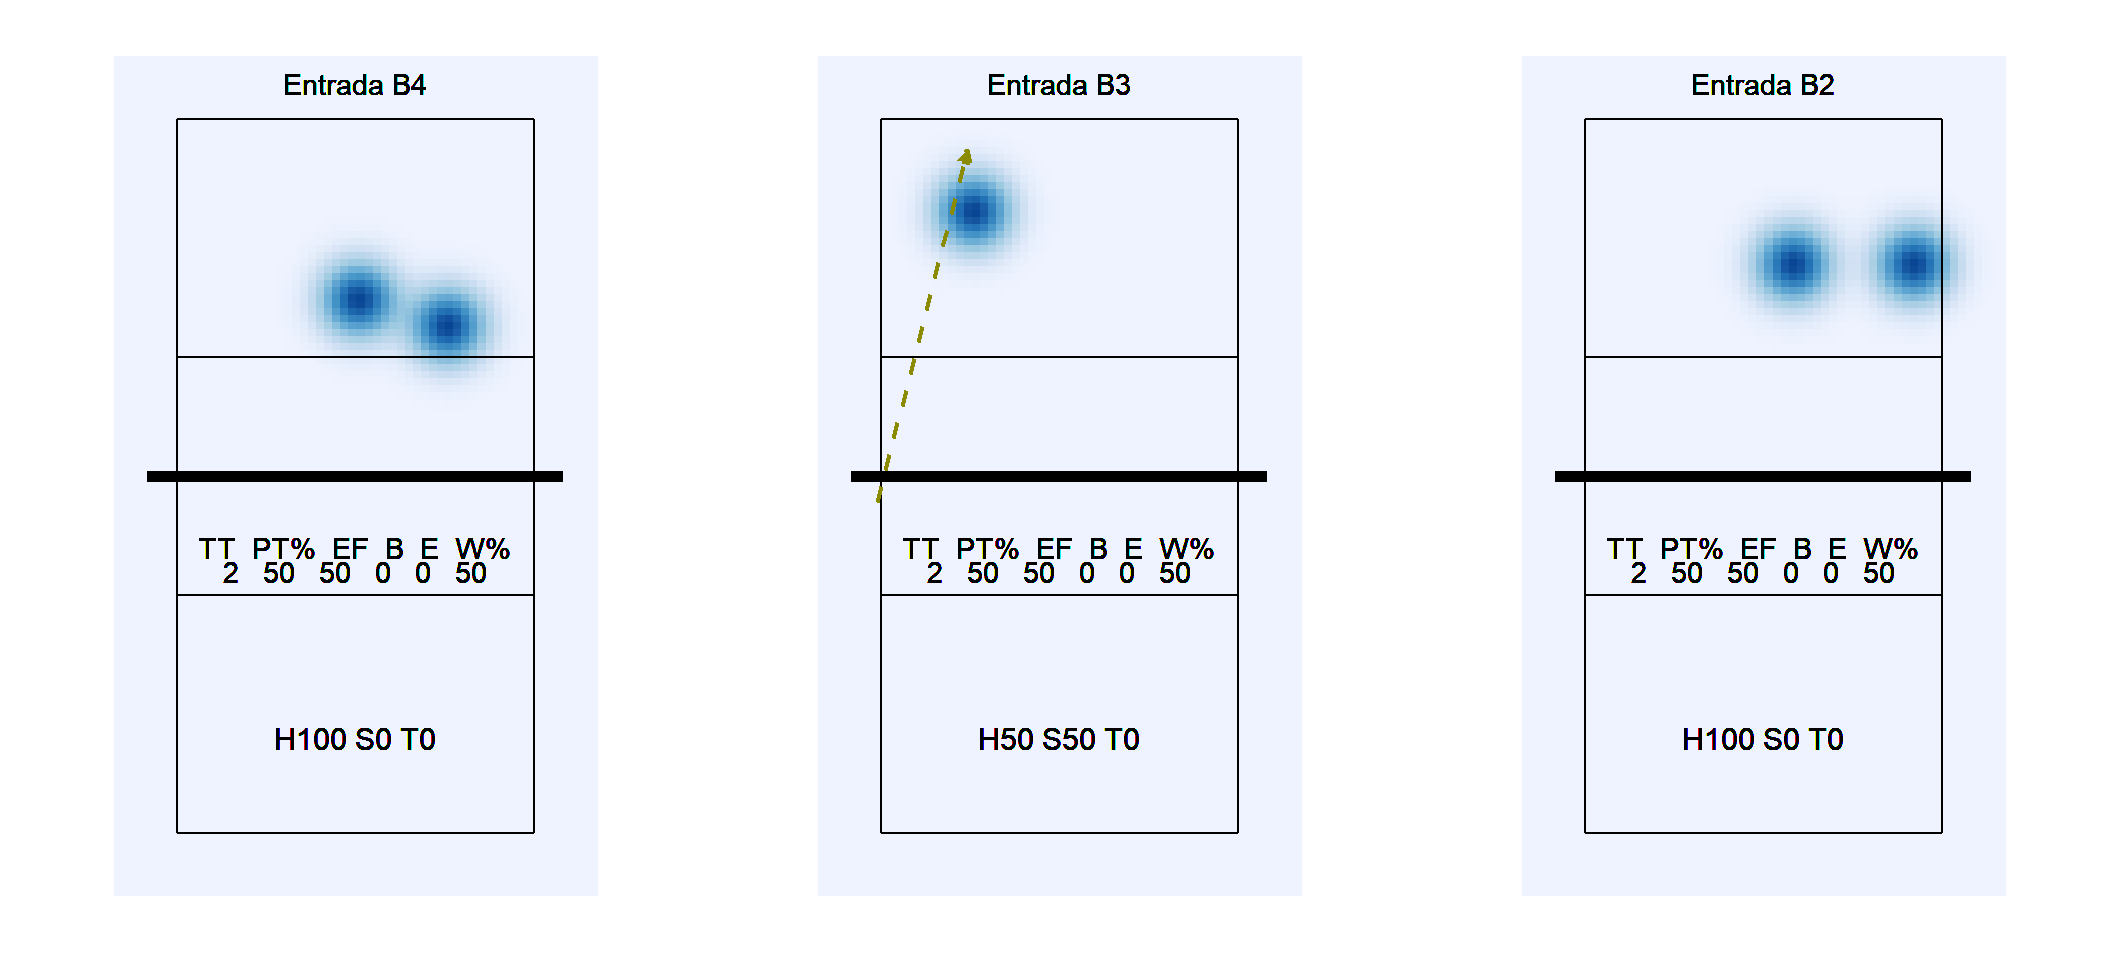 Entrada B4
TT PT% EF B E W%
2 50 50 0 0 50
H100 S0 T0
Entrada B3
TT PT% EF B E W%
2 50 50 0 0 50
H50 S50 T0
Entrada B2
TT PT% EF B E W%
2 50 50 0 0 50
H100 S0 T0